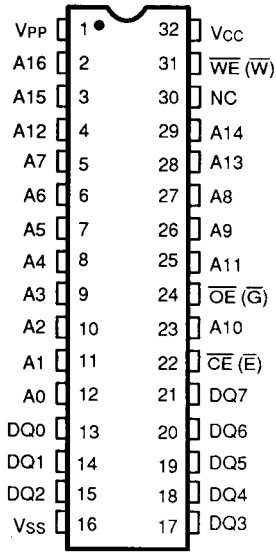 VPP 1 32 VCC
A16 2 31 W̅E̅ (W̅)
A15 3 30 NC
A12 4 29 A14
A7 5 28 A13
A6 6 27 A8
A5 7 26 A9
A4 8 25 A11
A3 9 24 O̅E̅ (G̅)
A2 10 23 A10
A1 11 22 C̅E̅ (E̅)
A0 12 21 DQ7
DQ0 13 20 DQ6
DQ1 14 19 DQ5
DQ2 15 18 DQ4
VSS 16 17 DQ3